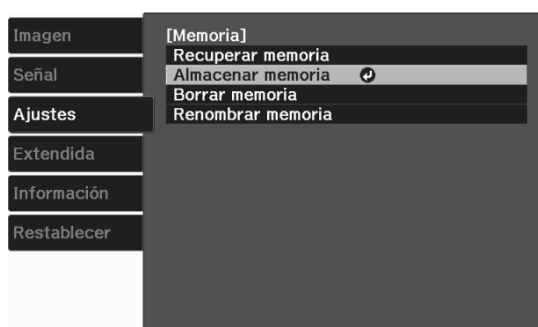 Imagen
Señal
Ajustes
Extendida
Información
Restablecer
[Memoria]
Recuperar memoria
Almacenar memoria
Borrar memoria
Renombrar memoria